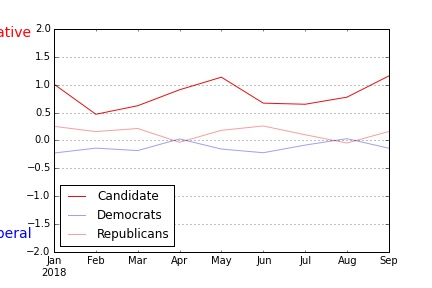 ative
2.0
1.5
1.0
0.5
0.0
−0.5
−1.0
−1.5
−2.0
beral
Candidate
Democrats
Republicans
Jan Feb Mar Apr May Jun Jul Aug Sep
2018